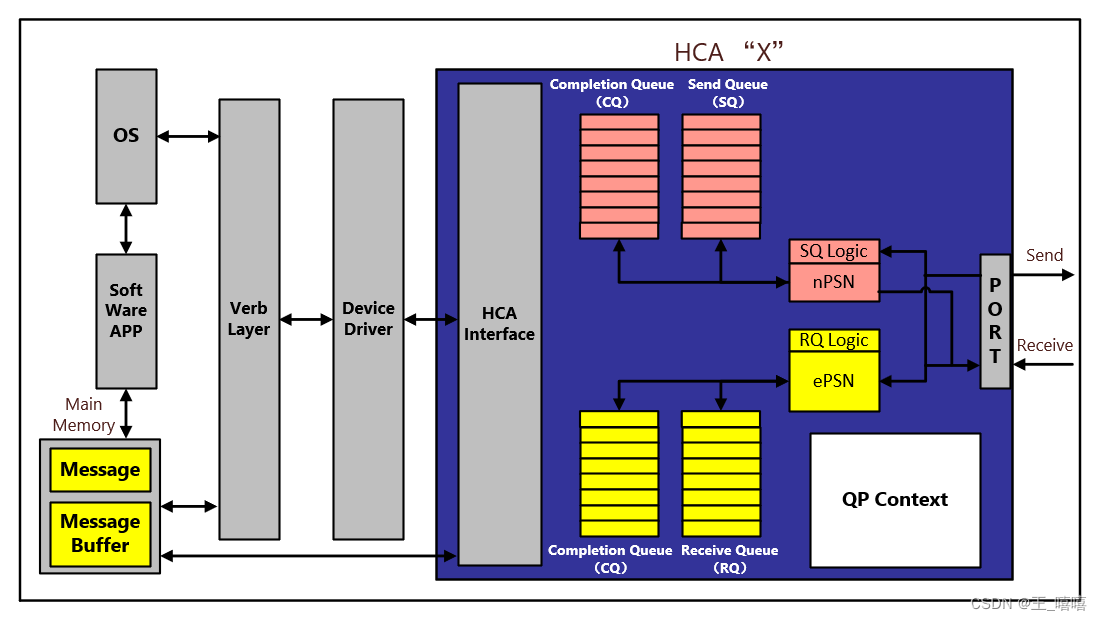 HCA “X”
Completion Queue
（CQ）
Send Queue
（SQ）
OS
Soft
Ware
APP
Verb
Layer
Device
Driver
HCA
Interface
SQ Logic
nPSN
RQ Logic
ePSN
P
O
R
T
Send
Receive
Main
Memory
Message
Message
Buffer
QP Context
Completion Queue
（CQ）
Receive Queue
（RQ）
CSDN @王_嘻嘻